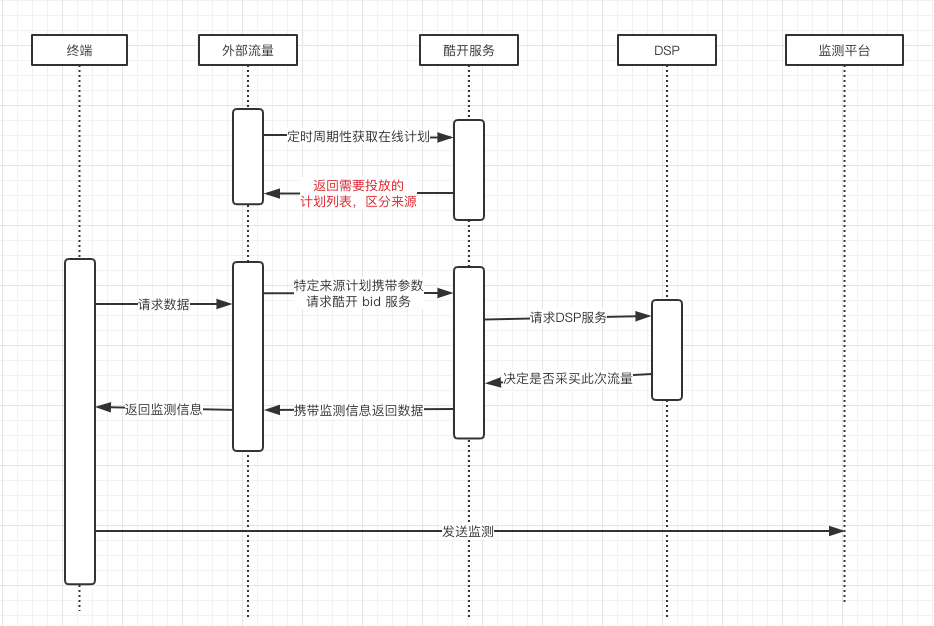 终端
外部流量
酷开服务
DSP
监测平台
定时周期性获取在线计划
返回需要投放的
计划列表，区分来源
特定来源计划携带参数
请求酷开 bid 服务
请求数据
请求DSP服务
决定是否采买此次流量
返回监测信息
携带监测信息返回数据
发送监测